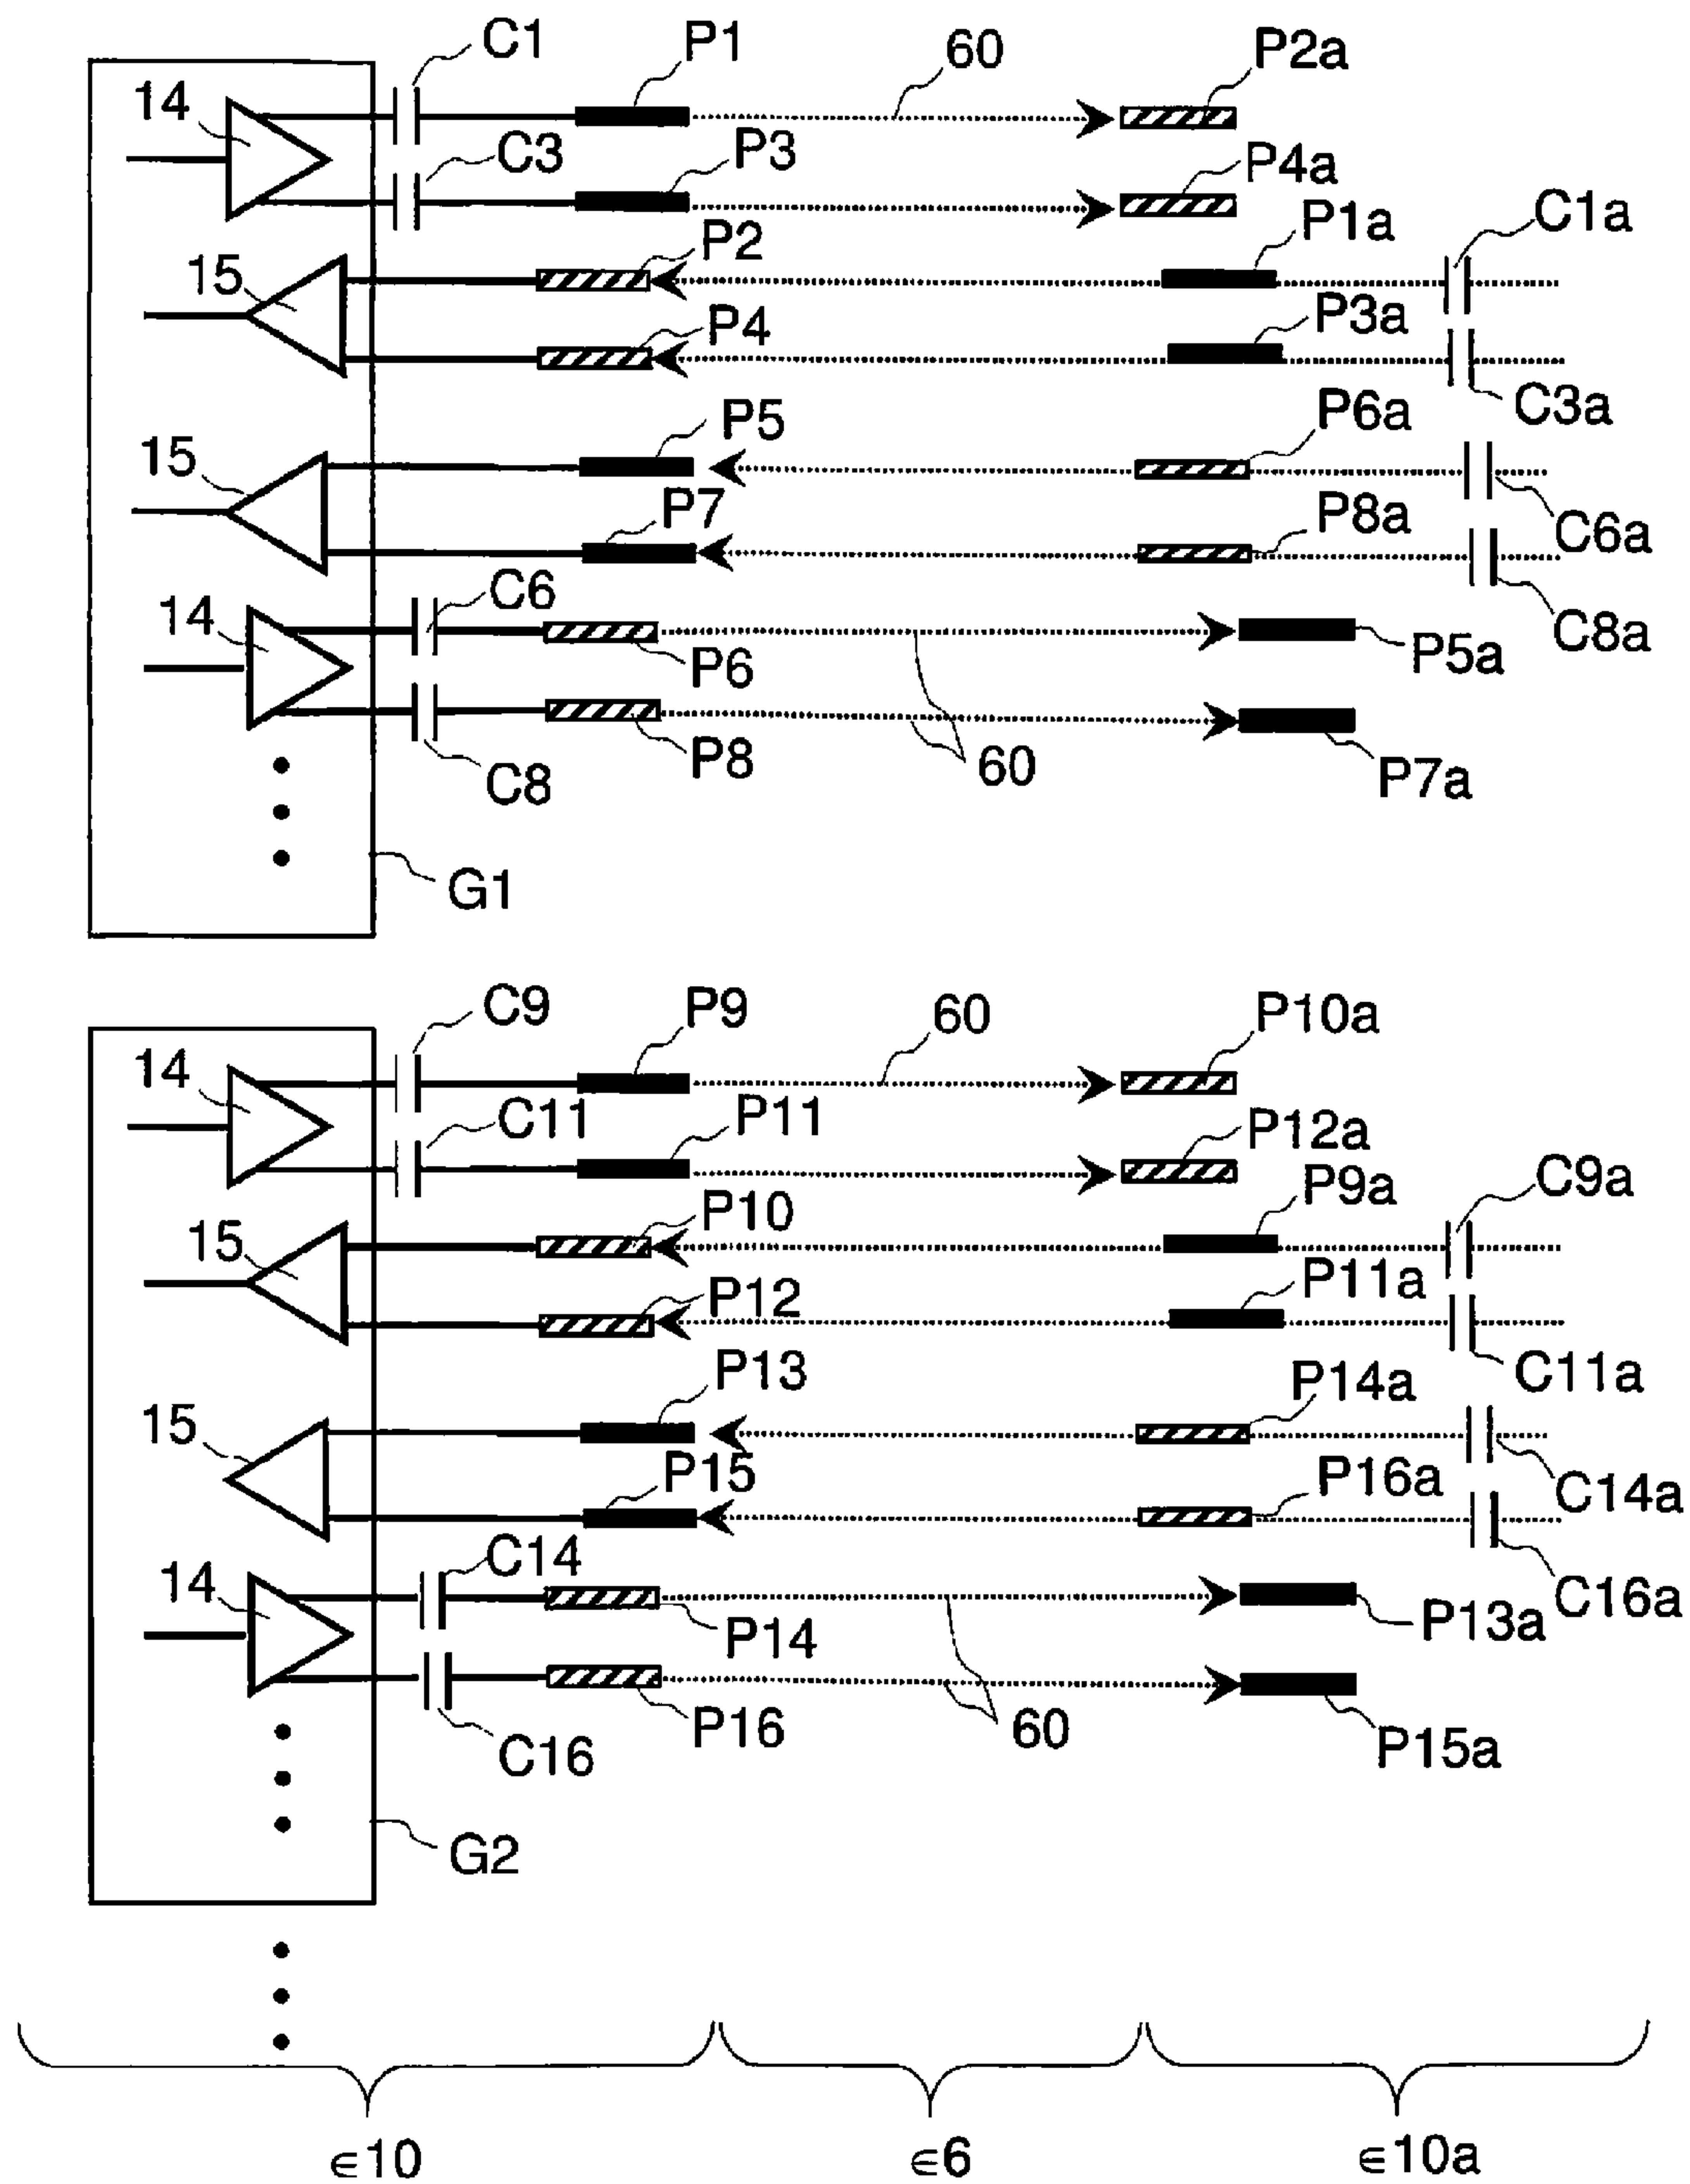 C1 P1 60 P2a
14 C3 P3 P4a
P1a C1a
15 P2
P4 P3a
C3a
15 P5 P6a
P7 P8a C6a
14 C6 C8a
P6 P5a
C8 P8 60 P7a
G1
C9 P9 60 P10a
14 C11 P11 P12a
P9a C9a
15 P10
P12 P11a
C11a
15 P13 P14a
P15 P16a C14a
14 C14 C16a
P14 P13a
C16 P16 60 P15a
G2
∈10 ∈6 ∈10a